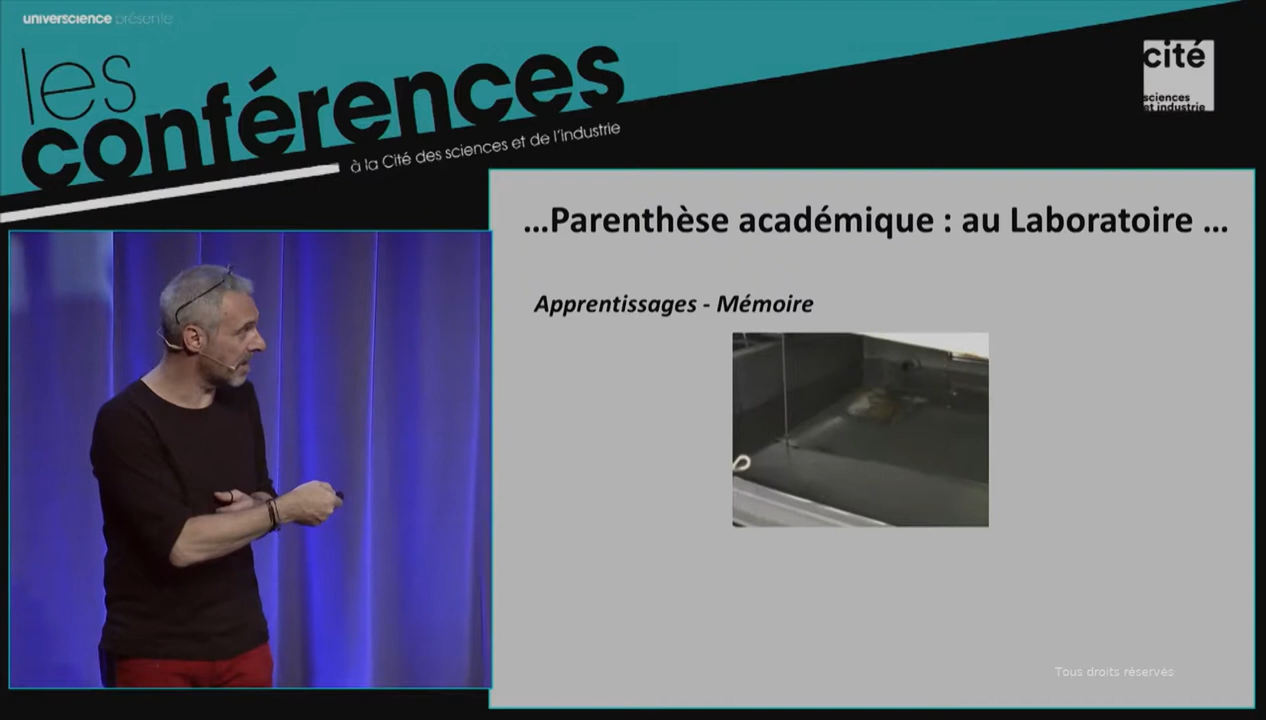 universcience présente
les
conférences
à la Cité des sciences et de l'industrie
cité
sciences
et industrie
...Parenthèse académique : au Laboratoire ...
Apprentissages - Mémoire
Tous droits réservés